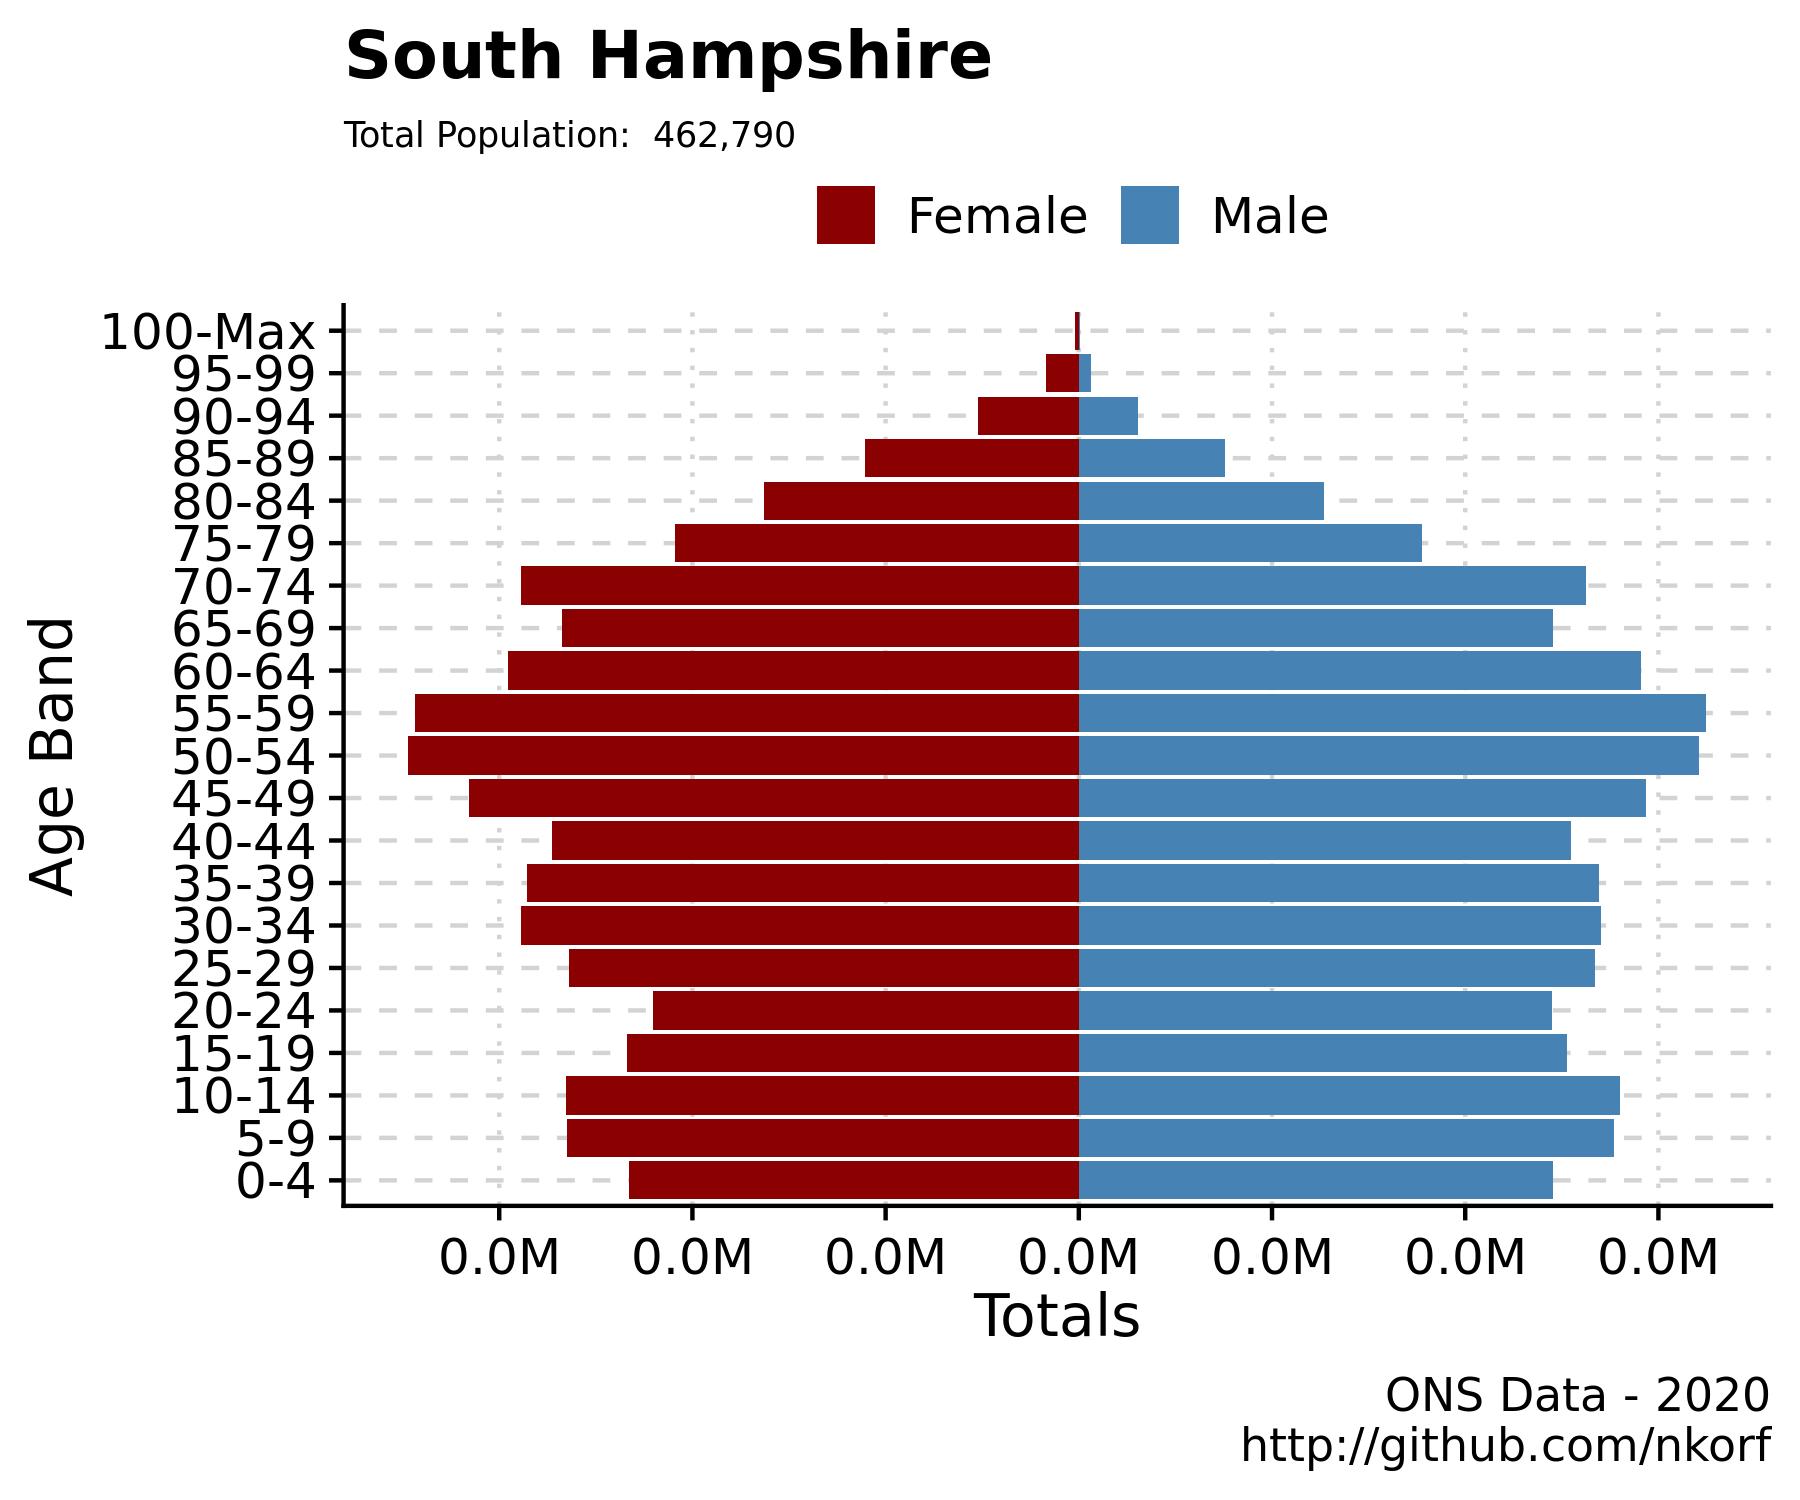 South Hampshire
Total Population:  462,790
Female Male
100-Max
95-99
90-94
85-89
80-84
75-79
70-74
65-69
60-64
55-59
50-54
45-49
40-44
35-39
30-34
25-29
20-24
15-19
10-14
5-9
0-4
Age Band
0.0M 0.0M 0.0M 0.0M 0.0M 0.0M 0.0M
Totals
ONS Data - 2020
http://github.com/nkorf